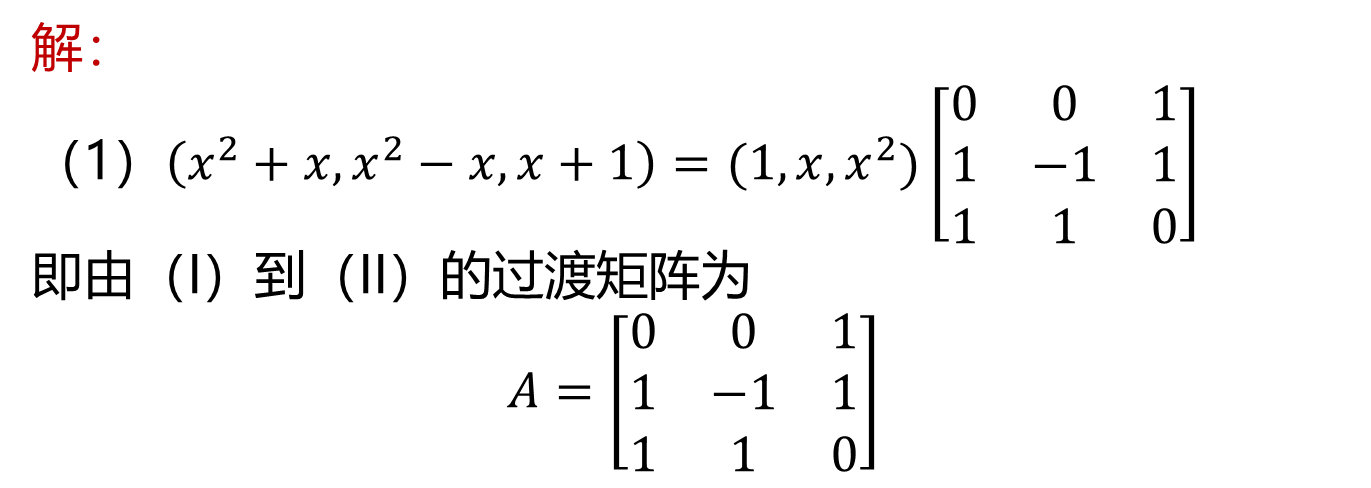 解：
（1）(x² + x, x² − x, x + 1) = (1, x, x²) [0 0 1; 1 −1 1; 1 1 0]
即由（I）到（II）的过渡矩阵为
A = [0 0 1; 1 −1 1; 1 1 0]